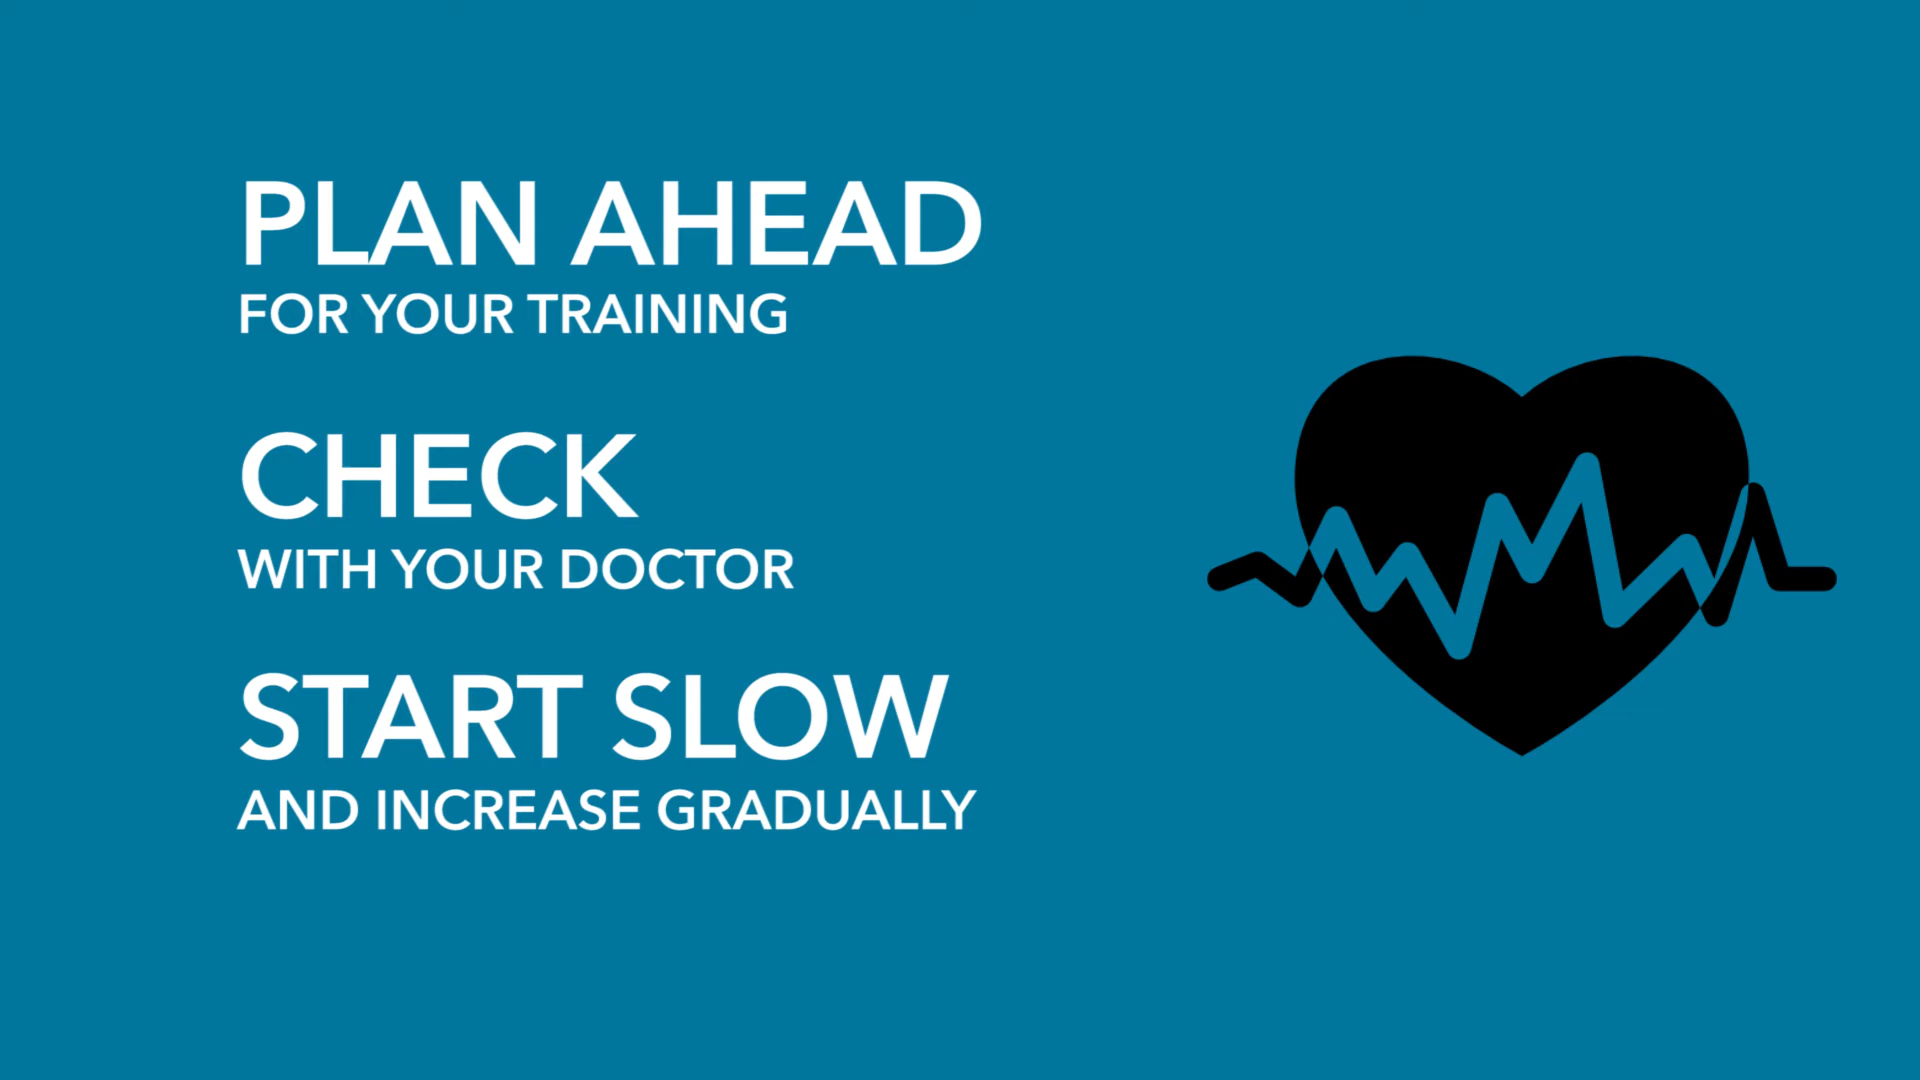 PLAN AHEAD
FOR YOUR TRAINING
CHECK
WITH YOUR DOCTOR
START SLOW
AND INCREASE GRADUALLY